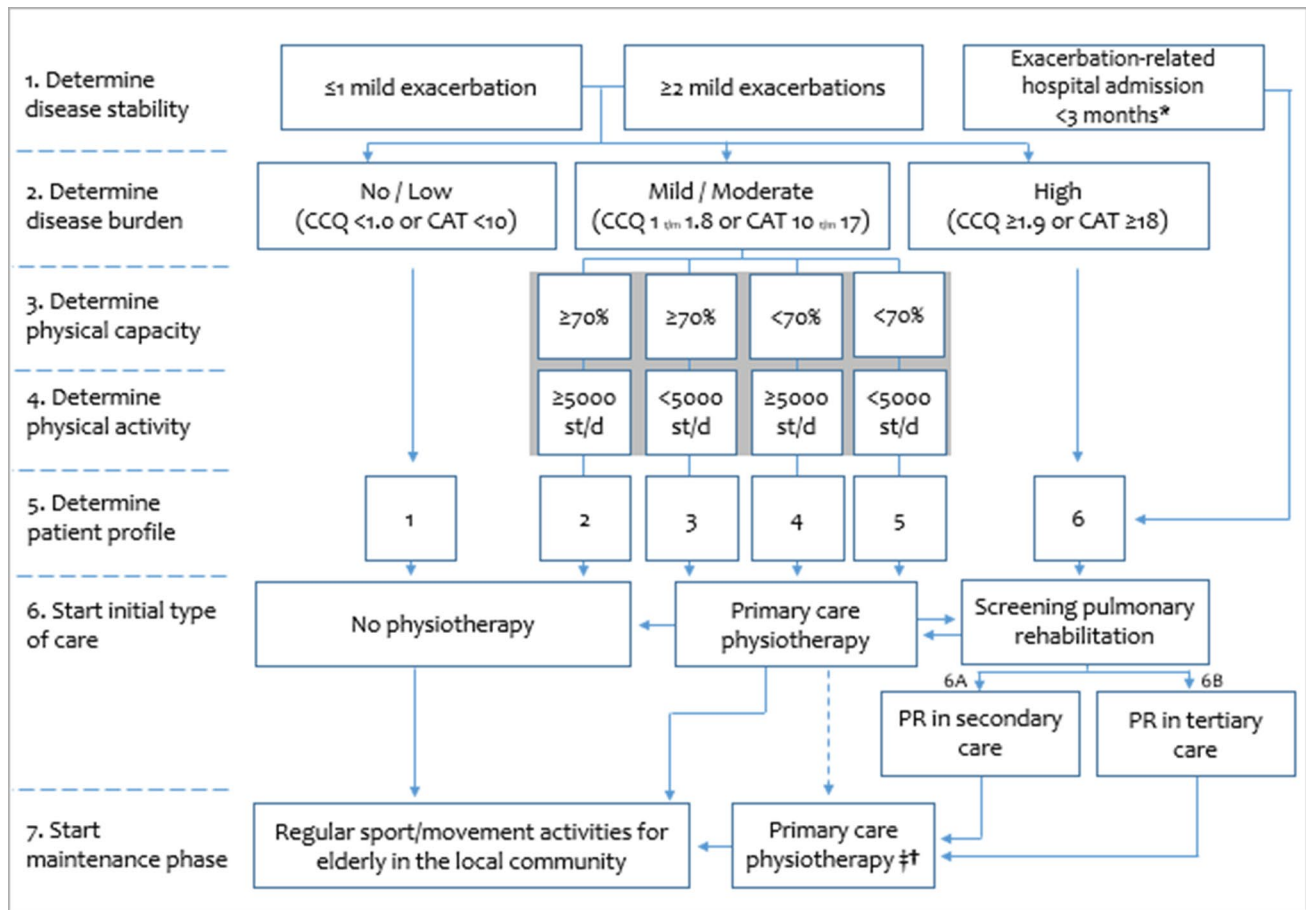 1. Determine
disease stability
≤1 mild exacerbation
≥2 mild exacerbations
Exacerbation-related
hospital admission
<3 months*
2. Determine
disease burden
No / Low
(CCQ <1.0 or CAT <10)
Mild / Moderate
(CCQ 1 t/m 1.8 or CAT 10 t/m 17)
High
(CCQ ≥1.9 or CAT ≥18)
3. Determine
physical capacity
≥70%
≥70%
<70%
<70%
4. Determine
physical activity
≥5000
st/d
<5000
st/d
≥5000
st/d
<5000
st/d
5. Determine
patient profile
1
2
3
4
5
6
6. Start initial type
of care
No physiotherapy
Primary care
physiotherapy
Screening pulmonary
rehabilitation
6A
6B
PR in secondary
care
PR in tertiary
care
7. Start
maintenance phase
Regular sport/movement activities for
elderly in the local community
Primary care
physiotherapy ‡†